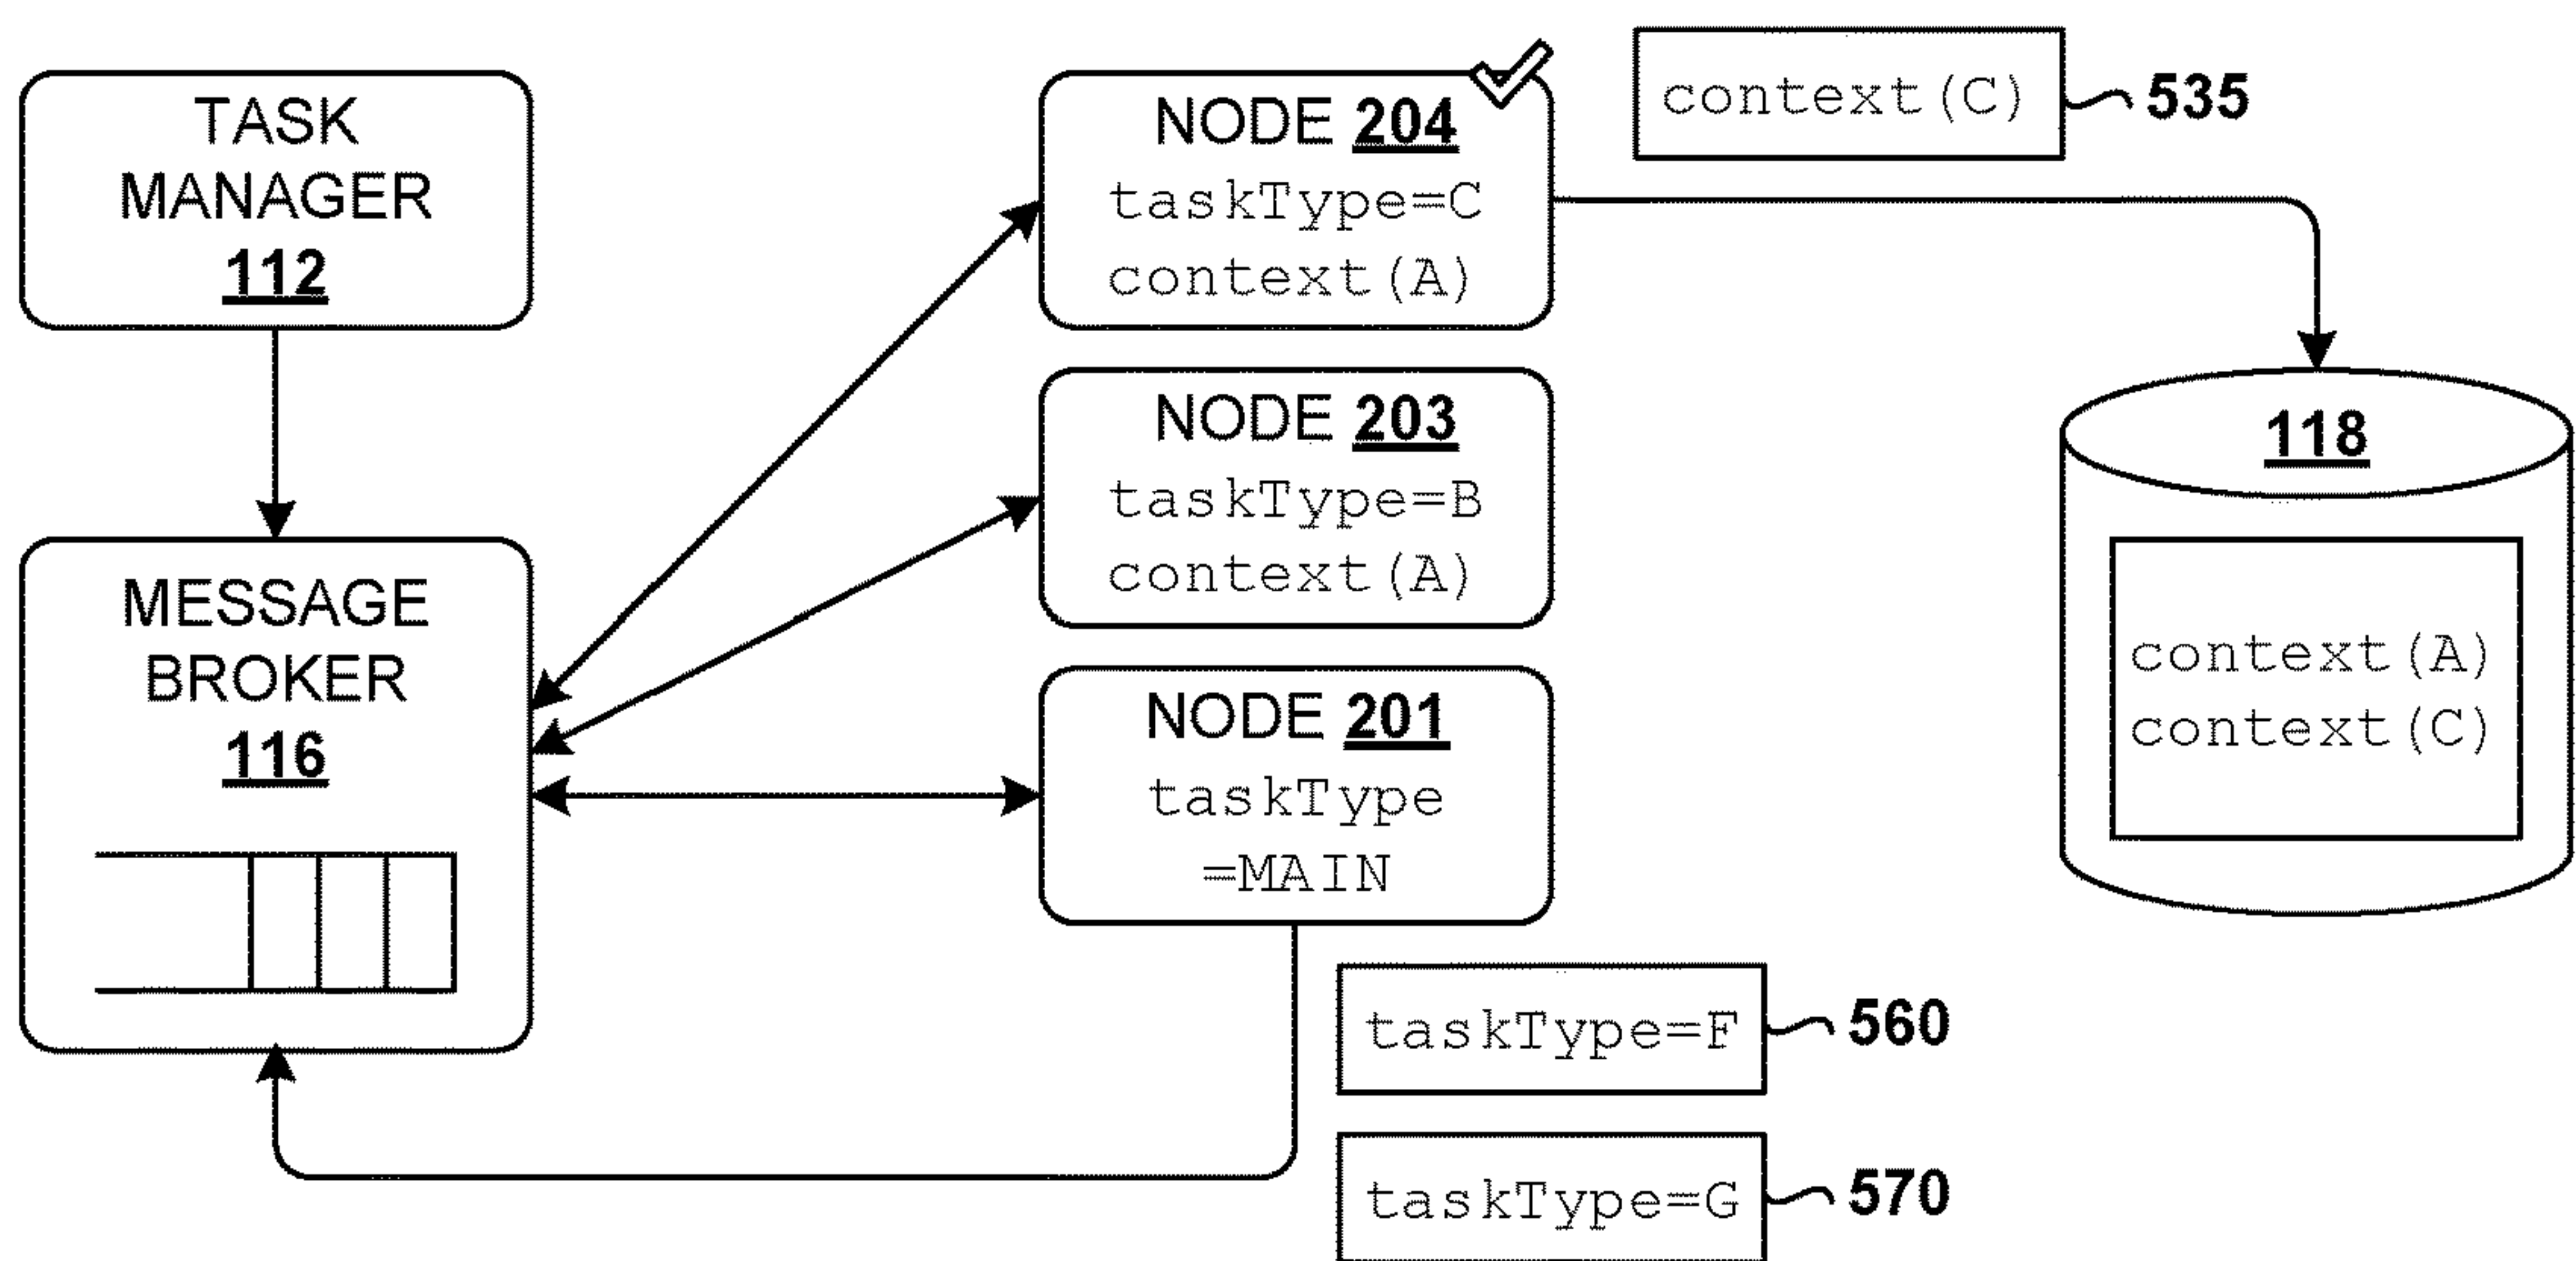 TASK
MANAGER
112
MESSAGE
BROKER
116
NODE 204
taskType=C
context(A)
NODE 203
taskType=B
context(A)
NODE 201
taskType
=MAIN
context(C)
535
118
context(A)
context(C)
taskType=F
560
taskType=G
570